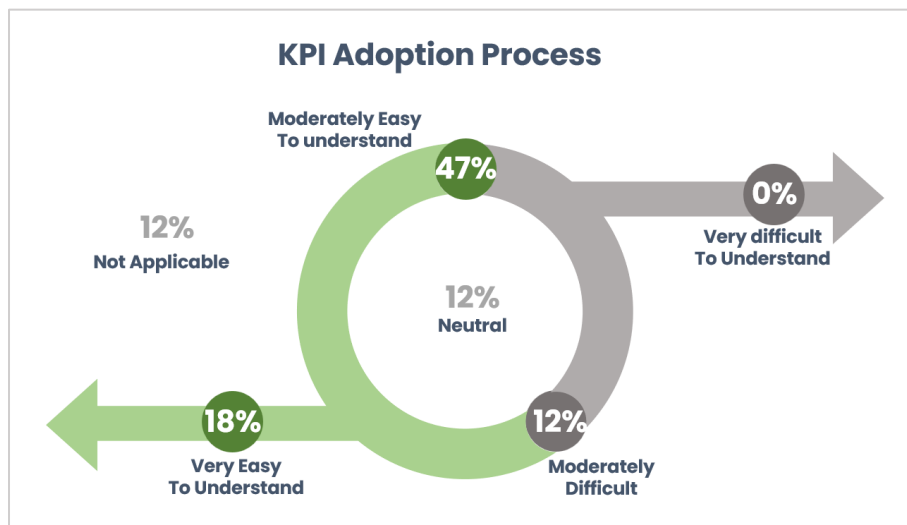 KPI Adoption Process
Moderately Easy
To understand
47%
0%
Very difficult
To Understand
12%
Not Applicable
12%
Neutral
18%
Very Easy
To Understand
12%
Moderately
Difficult